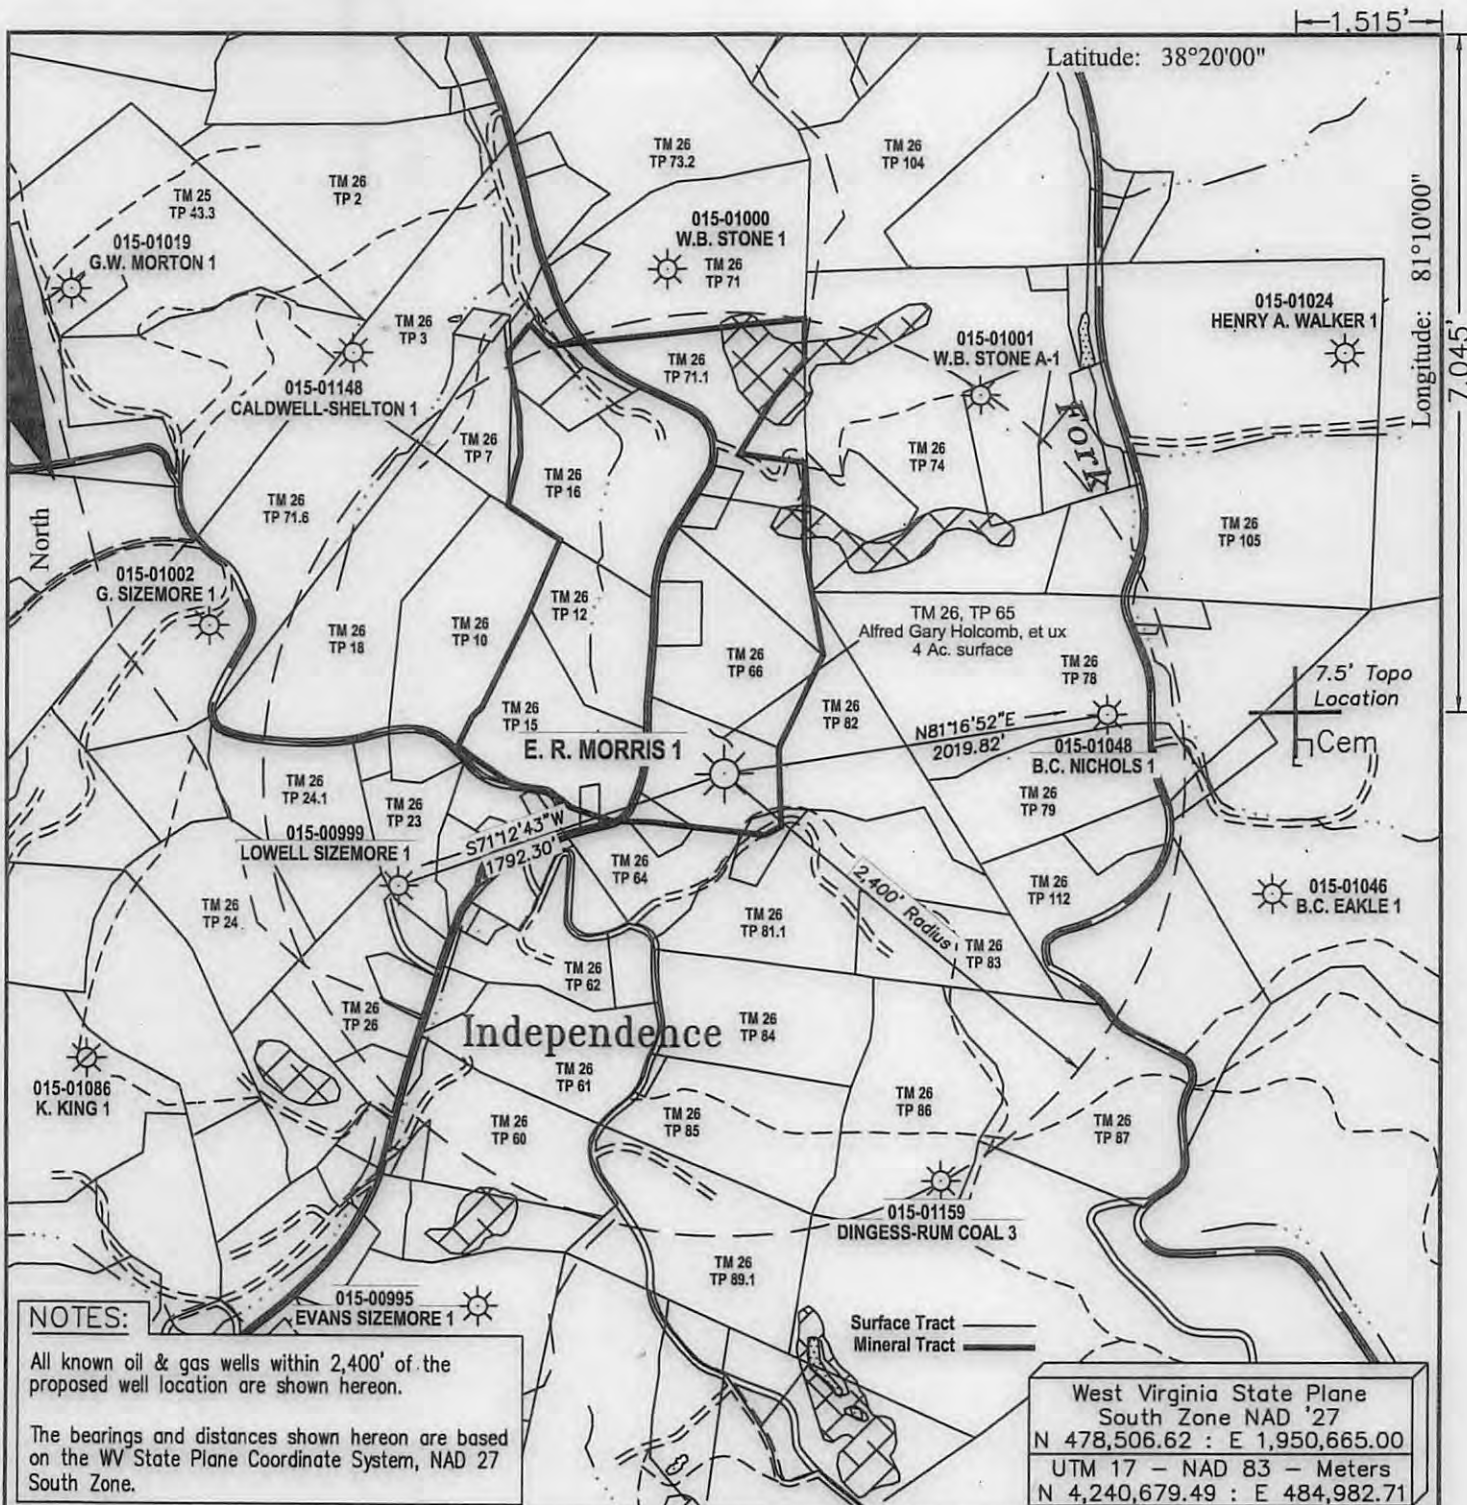 1,515'
Latitude: 38°20'00"
Longitude: 81°10'00"
7,045'
TM 26
TP 73.2
TM 26
TP 104
TM 25
TP 43.3
TM 26
TP 2
015-01019
G.W. MORTON 1
015-01000
W.B. STONE 1
TM 26
TP 71
015-01024
HENRY A. WALKER 1
TM 26
TP 3
015-01001
W.B. STONE A-1
TM 26
TP 71.1
015-01148
CALDWELL-SHELTON 1
Fork
TM 26
TP 7
TM 26
TP 16
TM 26
TP 74
TM 26
TP 71.6
TM 26
TP 105
North
015-01002
G. SIZEMORE 1
TM 26
TP 12
TM 26
TP 18
TM 26
TP 10
TM 26, TP 65
Alfred Gary Holcomb, et ux
4 Ac. surface
TM 26
TP 66
TM 26
TP 78
7.5' Topo
Location
TM 26
TP 15
TM 26
TP 82
N81°16'52"E
2019.82'
E. R. MORRIS 1
015-01048
B.C. NICHOLS 1
Cem
TM 26
TP 24.1
TM 26
TP 23
TM 26
TP 79
015-00999
LOWELL SIZEMORE 1
S71°12'43"W
1792.30'
TM 26
TP 64
2,400' Radius
TM 26
TP 112
015-01046
B.C. EAKLE 1
TM 26
TP 24
TM 26
TP 81.1
TM 26
TP 83
TM 26
TP 62
TM 26
TP 26
Independence
TM 26
TP 84
015-01086
K. KING 1
TM 26
TP 61
TM 26
TP 86
TM 26
TP 60
TM 26
TP 85
TM 26
TP 87
015-01159
DINGESS-RUM COAL 3
TM 26
TP 89.1
015-00995
EVANS SIZEMORE 1
Surface Tract
Mineral Tract
NOTES:
All known oil & gas wells within 2,400' of the
proposed well location are shown hereon.
The bearings and distances shown hereon are based
on the WV State Plane Coordinate System, NAD 27
South Zone.
West Virginia State Plane
South Zone NAD '27
N 478,506.62 : E 1,950,665.00
UTM 17 - NAD 83 - Meters
N 4,240,679.49 : E 484,982.71